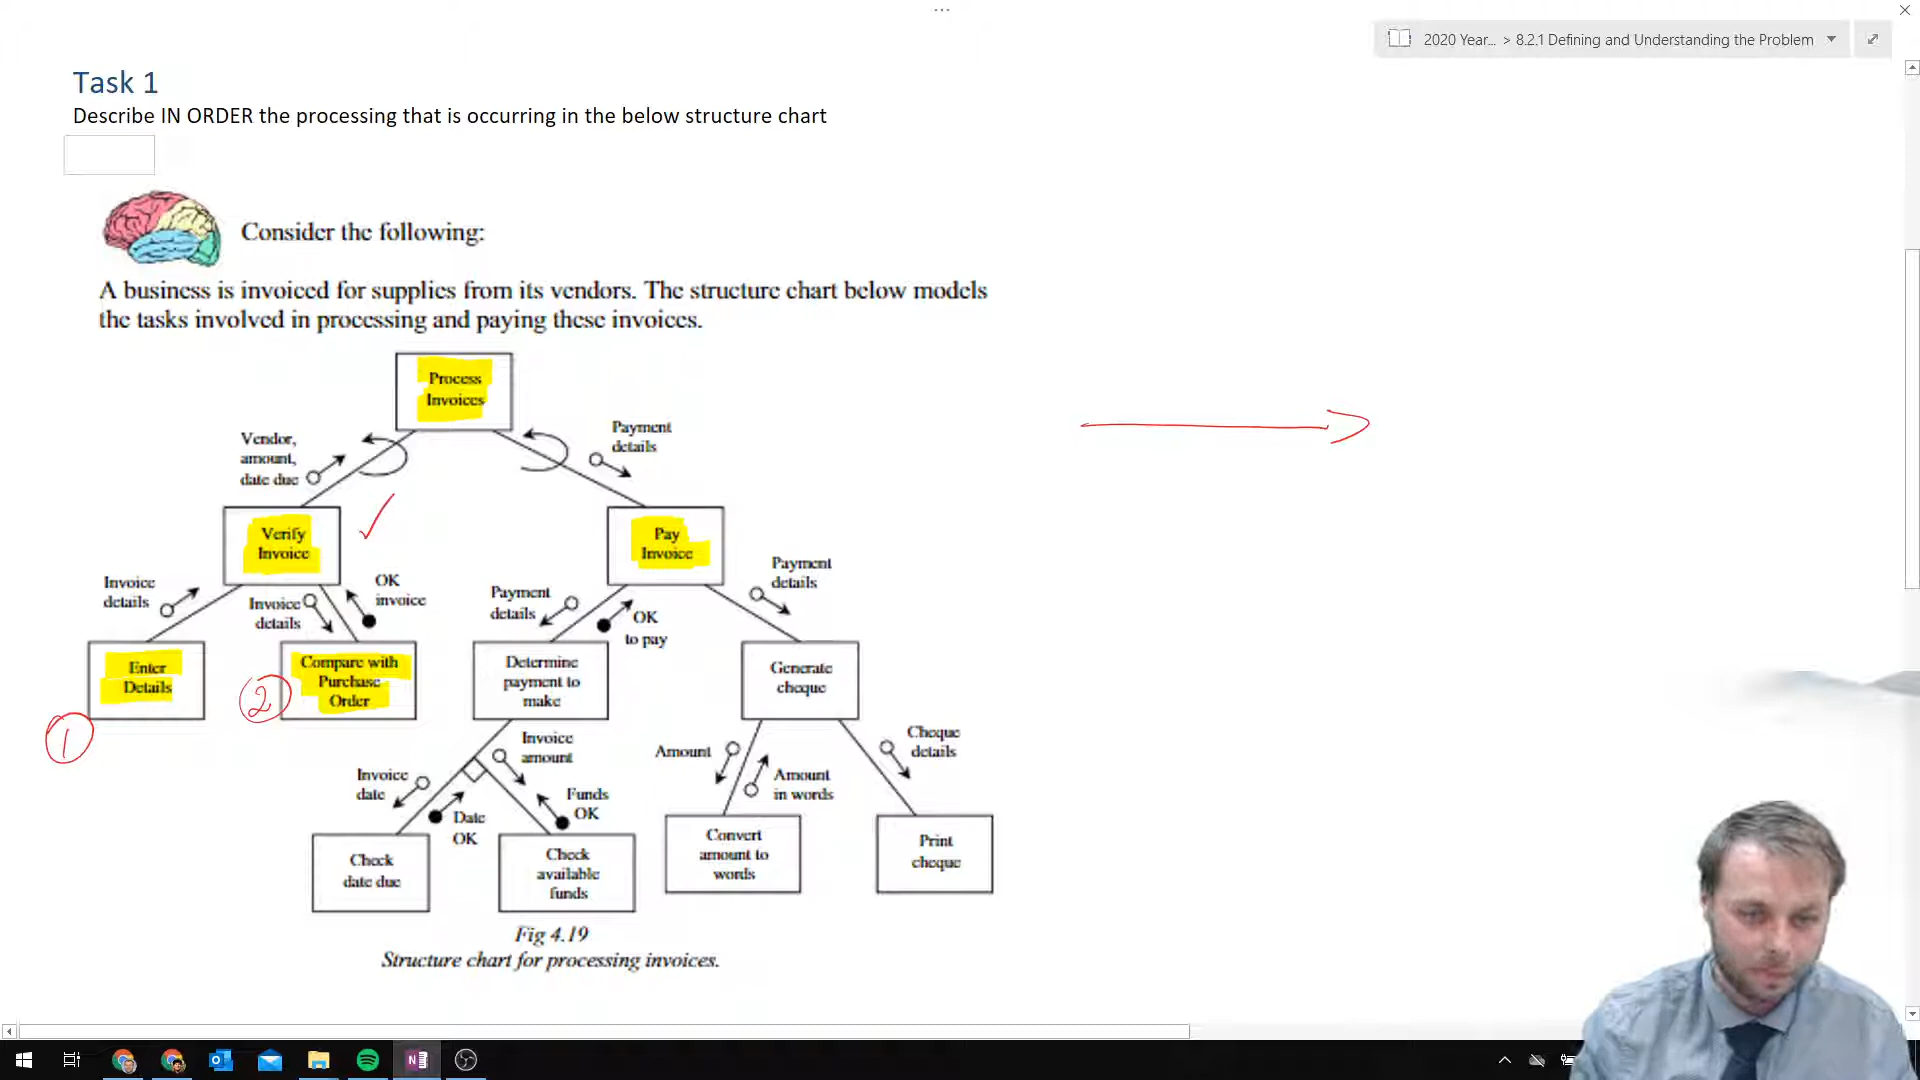 2020 Year... > 8.2.1 Defining and Understanding the Problem
Task 1
Describe IN ORDER the processing that is occurring in the below structure chart
Consider the following:
A business is invoiced for supplies from its vendors. The structure chart below models
the tasks involved in processing and paying these invoices.
Process
Invoices
Vendor,
amount,
date due
Payment
details
Verify
Invoice
Pay
Invoice
Invoice
details
Invoice
details
OK
invoice
Payment
details
OK
to pay
Payment
details
Enter
Details
Compare with
Purchase
Order
Determine
payment to
make
Generate
cheque
1
2
Invoice
date
Date
OK
Invoice
amount
Funds
OK
Amount
Amount
in words
Cheque
details
Check
date due
Check
available
funds
Convert
amount to
words
Print
cheque
Fig 4.19
Structure chart for processing invoices.